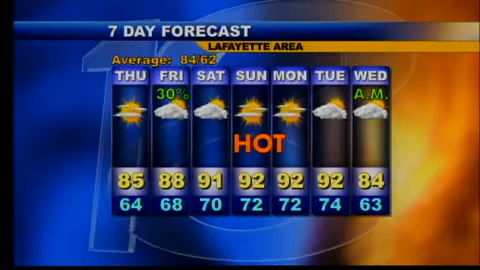 7 DAY FORECAST
LAFAYETTE AREA
Average: 84/62
THU FRI SAT SUN MON TUE WED
30% A.M.
HOT
85 88 91 92 92 92 84
64 68 70 72 72 74 63